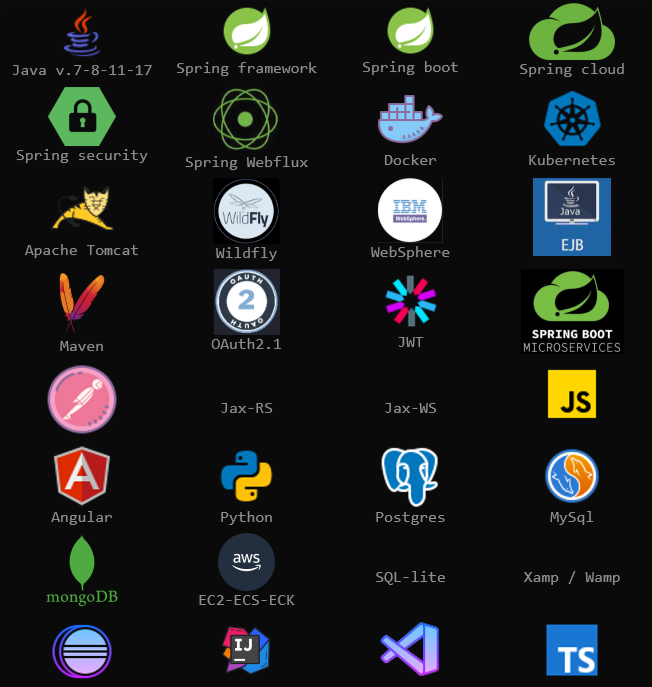 Java v.7-8-11-17
Spring framework
Spring boot
Spring cloud
Spring security
Spring Webflux
Docker
Kubernetes
Apache Tomcat
WildFly
Wildfly
IBM
WebSphere.
WebSphere
Java
EJB
Maven
OAUTH
2
OAUTH
OAuth2.1
JWT
SPRING BOOT
MICROSERVICES
Jax-RS
Jax-WS
JS
Angular
Python
Postgres
MySql
mongoDB
aws
EC2-ECS-ECK
SQL-lite
Xamp / Wamp
IJ
TS